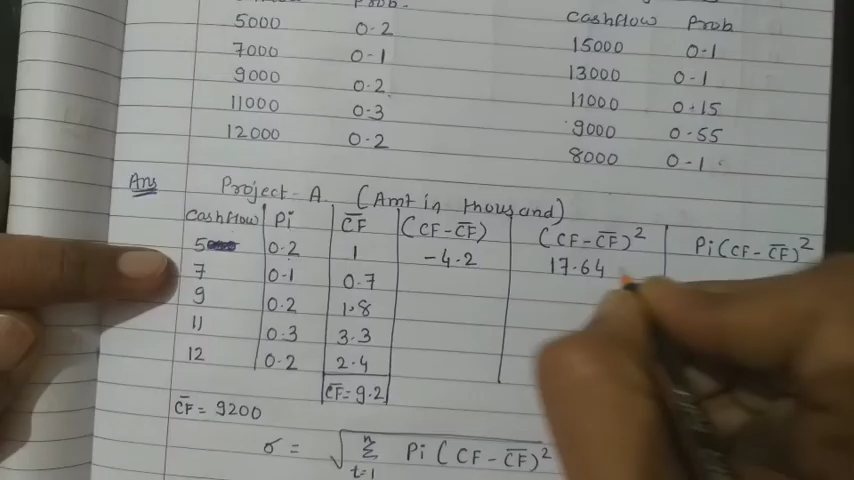 Prob.
Cashflow Prob
5000 0.2 15000 0.1
7000 0.1 13000 0.1
9000 0.2 11000 0.15
11000 0.3 9000 0.55
12000 0.2 8000 0.1
Ans Project-A. (Amt in thousand)
Cashflow Pi C̅F̅ (CF-C̅F̅) (CF-C̅F̅)² Pi(CF-C̅F̅)²
5 0.2 1 -4.2 17.64
7 0.1 0.7
9 0.2 1.8
11 0.3 3.3
12 0.2 2.4
C̅F̅=9.2
C̅F̅ = 9200
σ = √ n Σ t=1 Pi (CF-C̅F̅)²